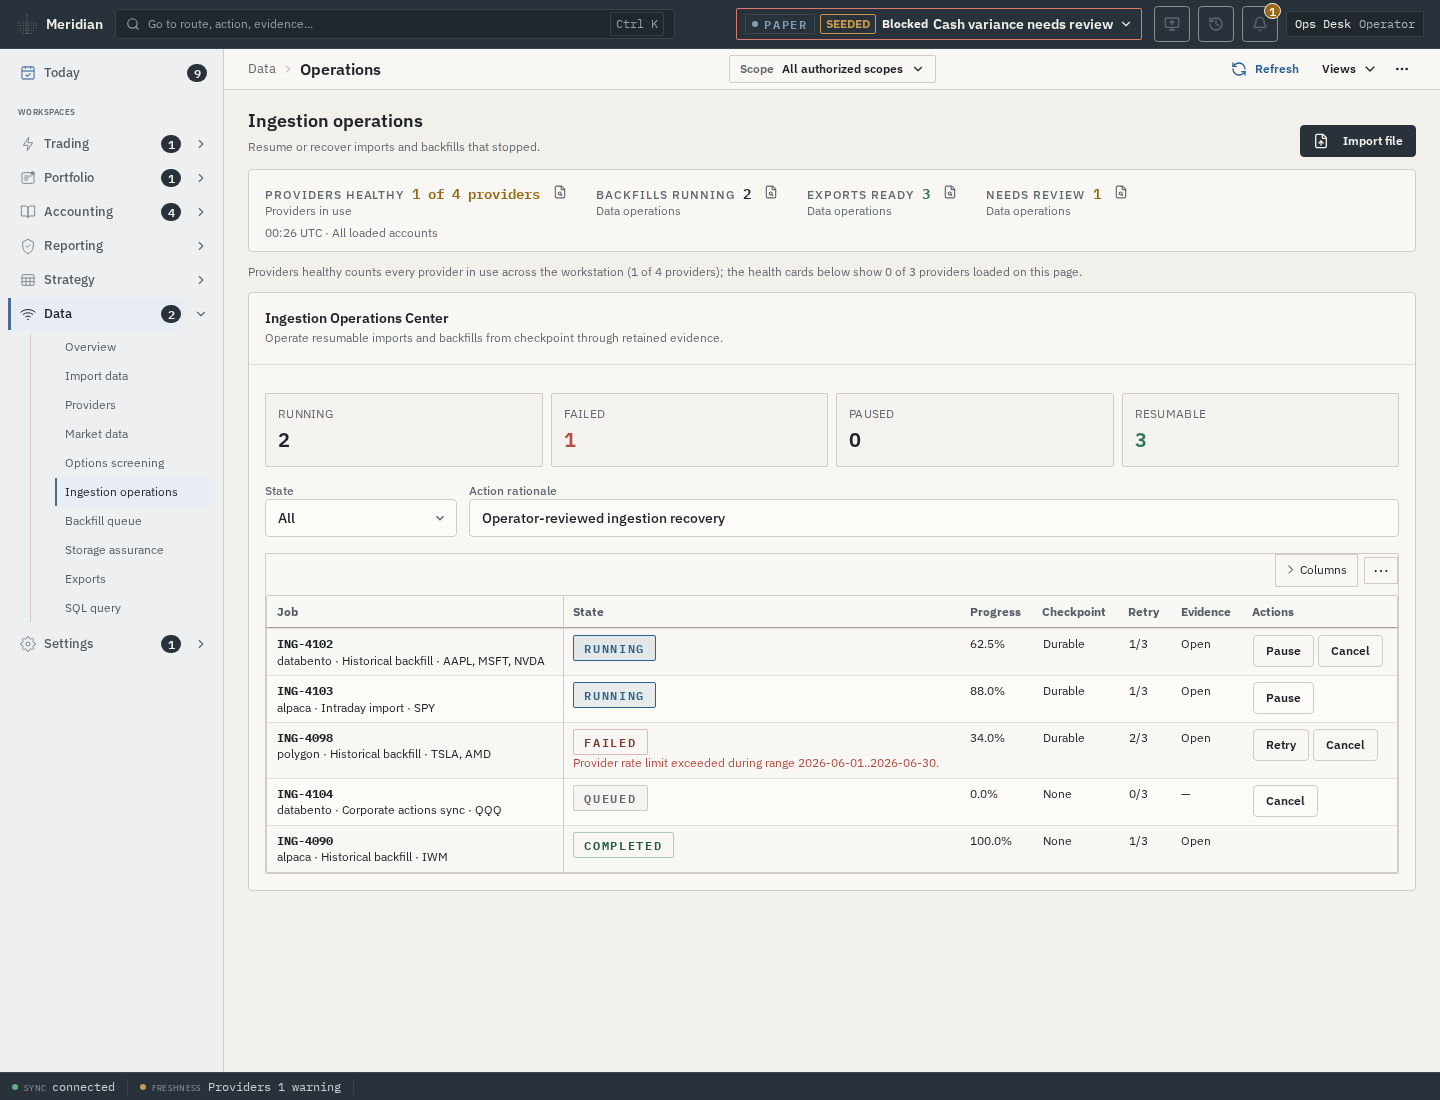 Meridian
Go to route, action, evidence...
Ctrl K
PAPER
SEEDED
Blocked Cash variance needs review
1
Ops Desk Operator
Today 9
WORKSPACES
Trading 1
Portfolio 1
Accounting 4
Reporting
Strategy
Data 2
Overview
Import data
Providers
Market data
Options screening
Ingestion operations
Backfill queue
Storage assurance
Exports
SQL query
Settings 1
Data Operations
Scope All authorized scopes
Refresh
Views
Ingestion operations
Resume or recover imports and backfills that stopped.
Import file
PROVIDERS HEALTHY 1 of 4 providers
Providers in use
BACKFILLS RUNNING 2
Data operations
EXPORTS READY 3
Data operations
NEEDS REVIEW 1
Data operations
00:26 UTC · All loaded accounts
Providers healthy counts every provider in use across the workstation (1 of 4 providers); the health cards below show 0 of 3 providers loaded on this page.
Ingestion Operations Center
Operate resumable imports and backfills from checkpoint through retained evidence.
RUNNING
2
FAILED
1
PAUSED
0
RESUMABLE
3
State
All
Action rationale
Operator-reviewed ingestion recovery
Columns
Job State Progress Checkpoint Retry Evidence Actions
ING-4102
databento · Historical backfill · AAPL, MSFT, NVDA
RUNNING
62.5% Durable 1/3 Open Pause Cancel
ING-4103
alpaca · Intraday import · SPY
RUNNING
88.0% Durable 1/3 Open Pause
ING-4098
polygon · Historical backfill · TSLA, AMD
FAILED
Provider rate limit exceeded during range 2026-06-01..2026-06-30.
34.0% Durable 2/3 Open Retry Cancel
ING-4104
databento · Corporate actions sync · QQQ
QUEUED
0.0% None 0/3 — Cancel
ING-4090
alpaca · Historical backfill · IWM
COMPLETED
100.0% None 1/3 Open
SYNC connected
FRESHNESS Providers 1 warning